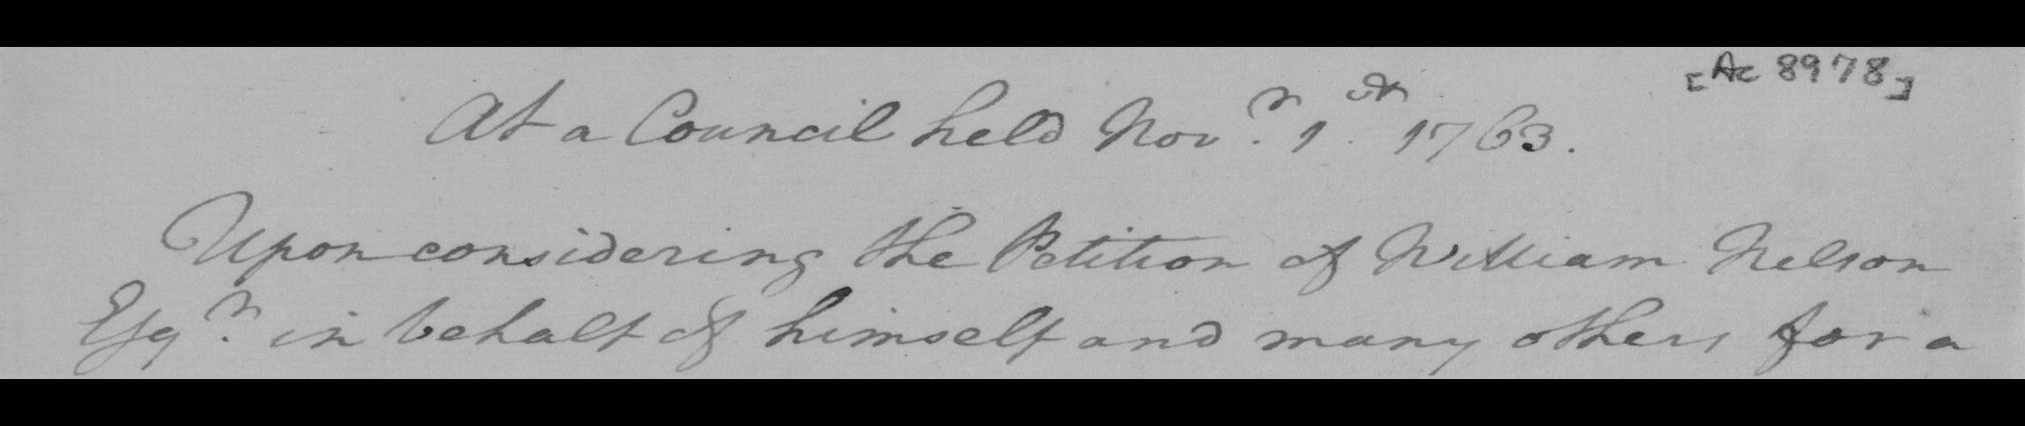 [Ac 8978]
At a Council held Novr. 1st. 1763.
Upon considering the Petition of William Nelson
Esqr. in behalf of himself and many others for a